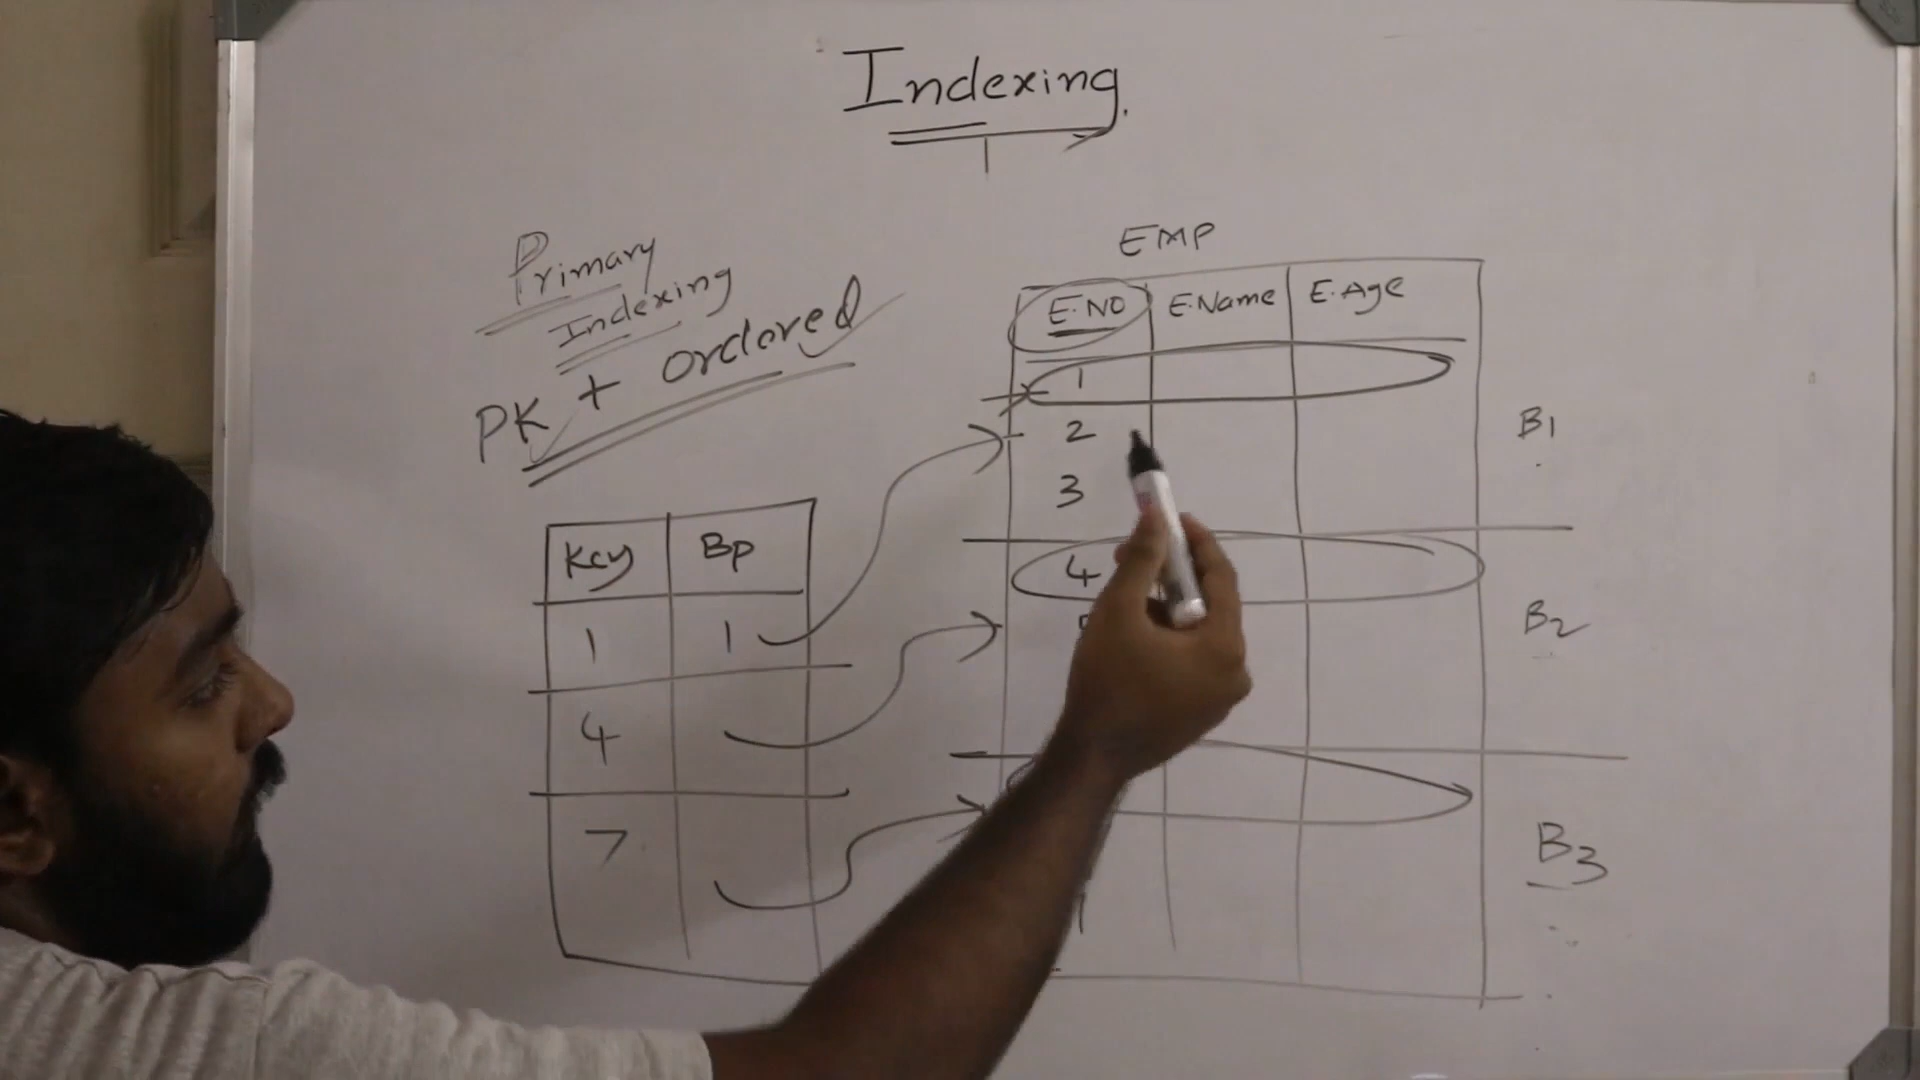 Indexing.
Primary
Indexing
PK + ordered
Key Bp
1 1
4
7
EMP
E.NO E.Name E.Age
1
2
3
B1
4
B2
B3